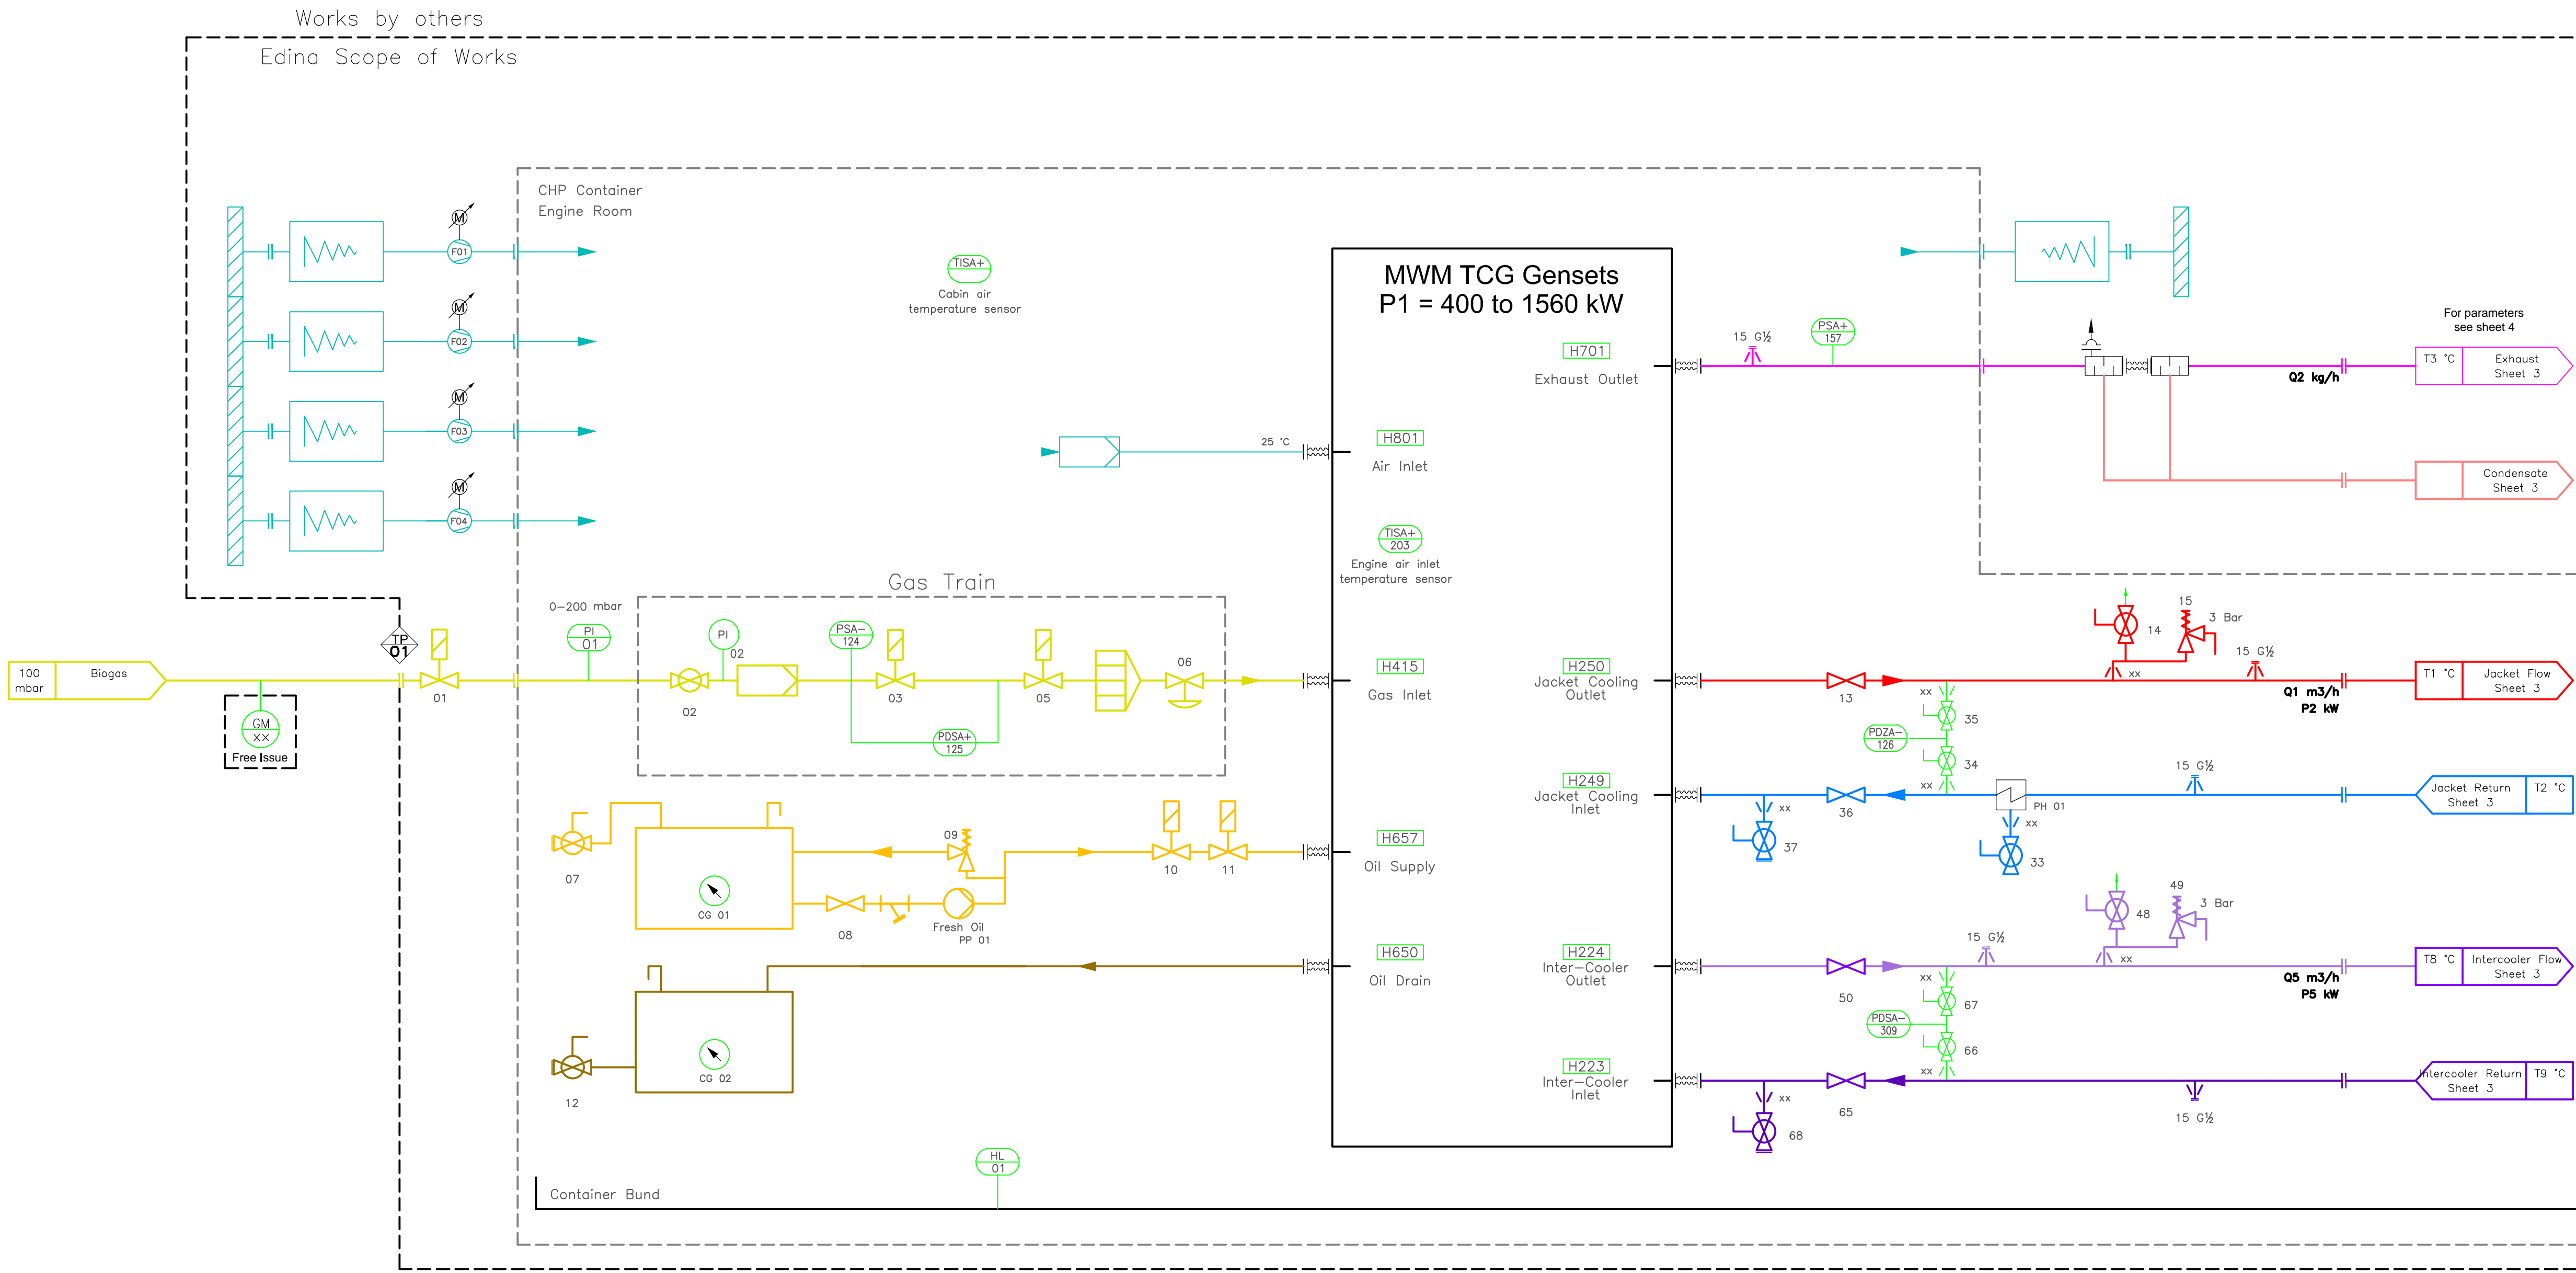 Works by others
Edina Scope of Works
CHP Container
Engine Room
M
F01
M
F02
M
F03
M
F04
TISA+
Cabin air
temperature sensor
MWM TCG Gensets
P1 = 400 to 1560 kW
H701
Exhaust Outlet
H801
Air Inlet
25 °C
TISA+
203
Engine air inlet
temperature sensor
15 G½
PSA+
157
For parameters
see sheet 4
Q2 kg/h
T3 °C
Exhaust
Sheet 3
Condensate
Sheet 3
Gas Train
0-200 mbar
PI
01
PI
02
PSA-
124
06
TP
01
100
mbar
Biogas
01
02
03
05
PDSA+
125
GM
xx
Free Issue
H415
Gas Inlet
H250
Jacket Cooling
Outlet
13
xx
35
PDZA-
126
34
xx
14
15
3 Bar
xx
15 G½
Q1 m3/h
P2 kW
T1 °C
Jacket Flow
Sheet 3
H249
Jacket Cooling
Inlet
xx
37
36
PH 01
xx
33
15 G½
Jacket Return
Sheet 3
T2 °C
07
CG 01
09
08
Fresh Oil
PP 01
10
11
H657
Oil Supply
H650
Oil Drain
12
CG 02
H224
Inter-Cooler
Outlet
50
15 G½
xx
67
PDSA-
309
66
xx
48
49
3 Bar
xx
Q5 m3/h
P5 kW
T8 °C
Intercooler Flow
Sheet 3
H223
Inter-Cooler
Inlet
xx
68
65
15 G½
Intercooler Return
Sheet 3
T9 °C
HL
01
Container Bund